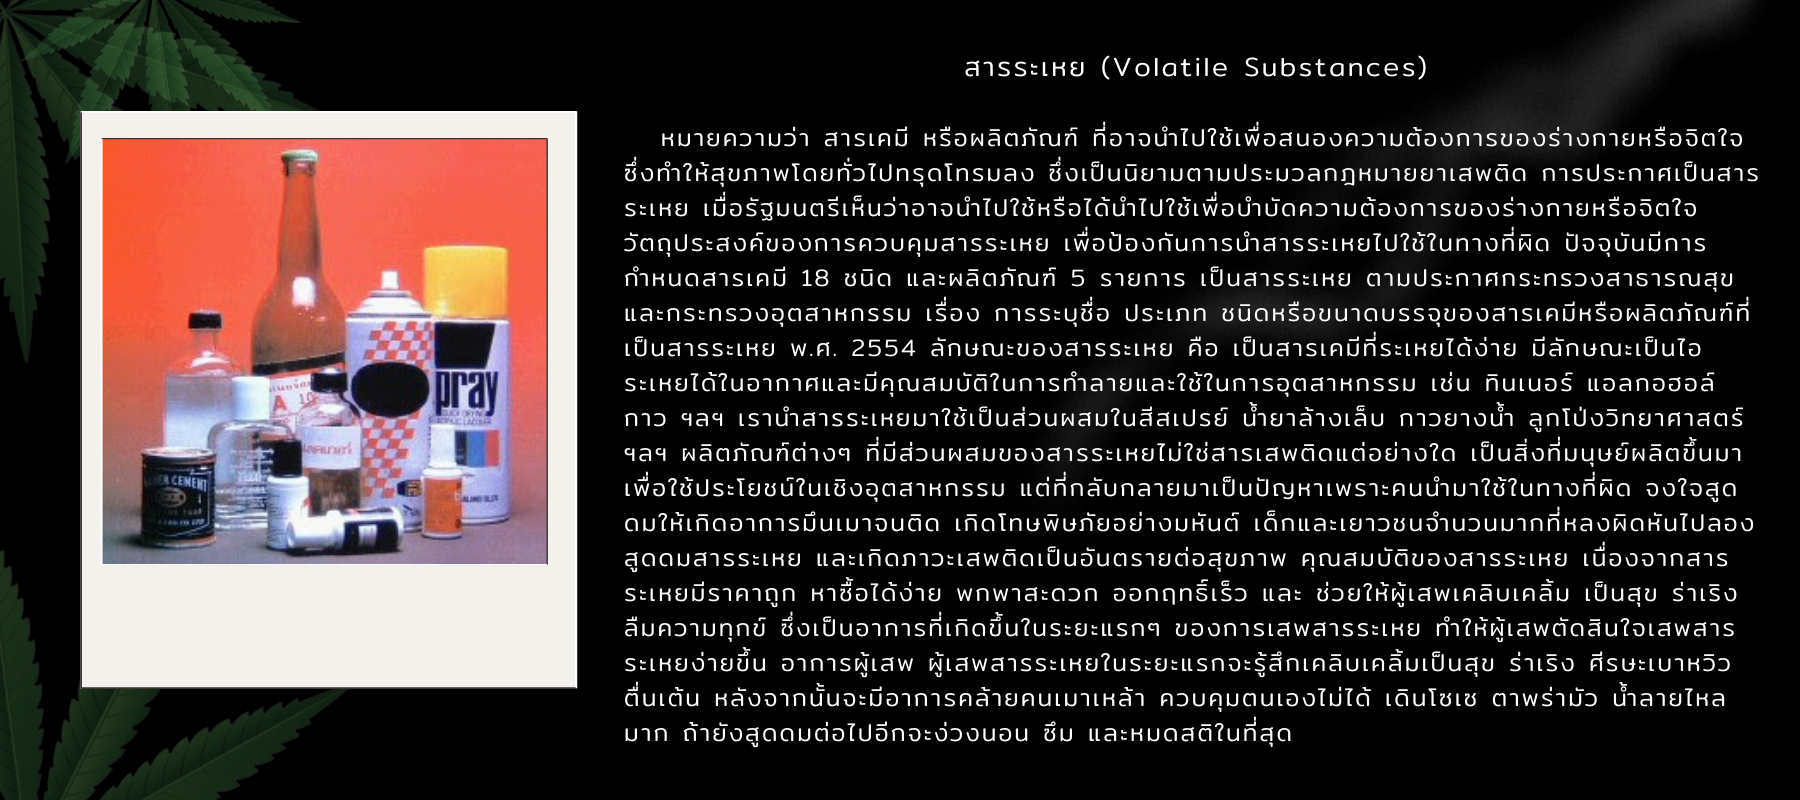 สารระเหย (Volatile Substances)
หมายความว่า สารเคมี หรือผลิตภัณฑ์ ที่อาจนำไปใช้เพื่อสนองความต้องการของร่างกายหรือจิตใจ
ซึ่งทำให้สุขภาพโดยทั่วไปทรุดโทรมลง ซึ่งเป็นนิยามตามประมวลกฎหมายยาเสพติด การประกาศเป็นสาร
ระเหย เมื่อรัฐมนตรีเห็นว่าอาจนำไปใช้หรือได้นำไปใช้เพื่อบำบัดความต้องการของร่างกายหรือจิตใจ
วัตถุประสงค์ของการควบคุมสารระเหย เพื่อป้องกันการนำสารระเหยไปใช้ในทางที่ผิด ปัจจุบันมีการ
กำหนดสารเคมี 18 ชนิด และผลิตภัณฑ์ 5 รายการ เป็นสารระเหย ตามประกาศกระทรวงสาธารณสุข
และกระทรวงอุตสาหกรรม เรื่อง การระบุชื่อ ประเภท ชนิดหรือขนาดบรรจุของสารเคมีหรือผลิตภัณฑ์ที่
เป็นสารระเหย พ.ศ. 2554 ลักษณะของสารระเหย คือ เป็นสารเคมีที่ระเหยได้ง่าย มีลักษณะเป็นไอ
ระเหยได้ในอากาศและมีคุณสมบัติในการทำลายและใช้ในการอุตสาหกรรม เช่น ทินเนอร์ แอลกอฮอล์
กาว ฯลฯ เรานำสารระเหยมาใช้เป็นส่วนผสมในสีสเปรย์ น้ำยาล้างเล็บ กาวยางน้ำ ลูกโป่งวิทยาศาสตร์
ฯลฯ ผลิตภัณฑ์ต่างๆ ที่มีส่วนผสมของสารระเหยไม่ใช่สารเสพติดแต่อย่างใด เป็นสิ่งที่มนุษย์ผลิตขึ้นมา
เพื่อใช้ประโยชน์ในเชิงอุตสาหกรรม แต่ที่กลับกลายมาเป็นปัญหาเพราะคนนำมาใช้ในทางที่ผิด จงใจสูด
ดมให้เกิดอาการมึนเมาจนติด เกิดโทษพิษภัยอย่างมหันต์ เด็กและเยาวชนจำนวนมากที่หลงผิดหันไปลอง
สูดดมสารระเหย และเกิดภาวะเสพติดเป็นอันตรายต่อสุขภาพ คุณสมบัติของสารระเหย เนื่องจากสาร
ระเหยมีราคาถูก หาซื้อได้ง่าย พกพาสะดวก ออกฤทธิ์เร็ว และ ช่วยให้ผู้เสพเคลิบเคลิ้ม เป็นสุข ร่าเริง
ลืมความทุกข์ ซึ่งเป็นอาการที่เกิดขึ้นในระยะแรกๆ ของการเสพสารระเหย ทำให้ผู้เสพตัดสินใจเสพสาร
ระเหยง่ายขึ้น อาการผู้เสพ ผู้เสพสารระเหยในระยะแรกจะรู้สึกเคลิบเคลิ้มเป็นสุข ร่าเริง ศีรษะเบาหวิว
ตื่นเต้น หลังจากนั้นจะมีอาการคล้ายคนเมาเหล้า ควบคุมตนเองไม่ได้ เดินโซเซ ตาพร่ามัว น้ำลายไหล
มาก ถ้ายังสูดดมต่อไปอีกจะง่วงนอน ซึม และหมดสติในที่สุด
pray
CEMENT